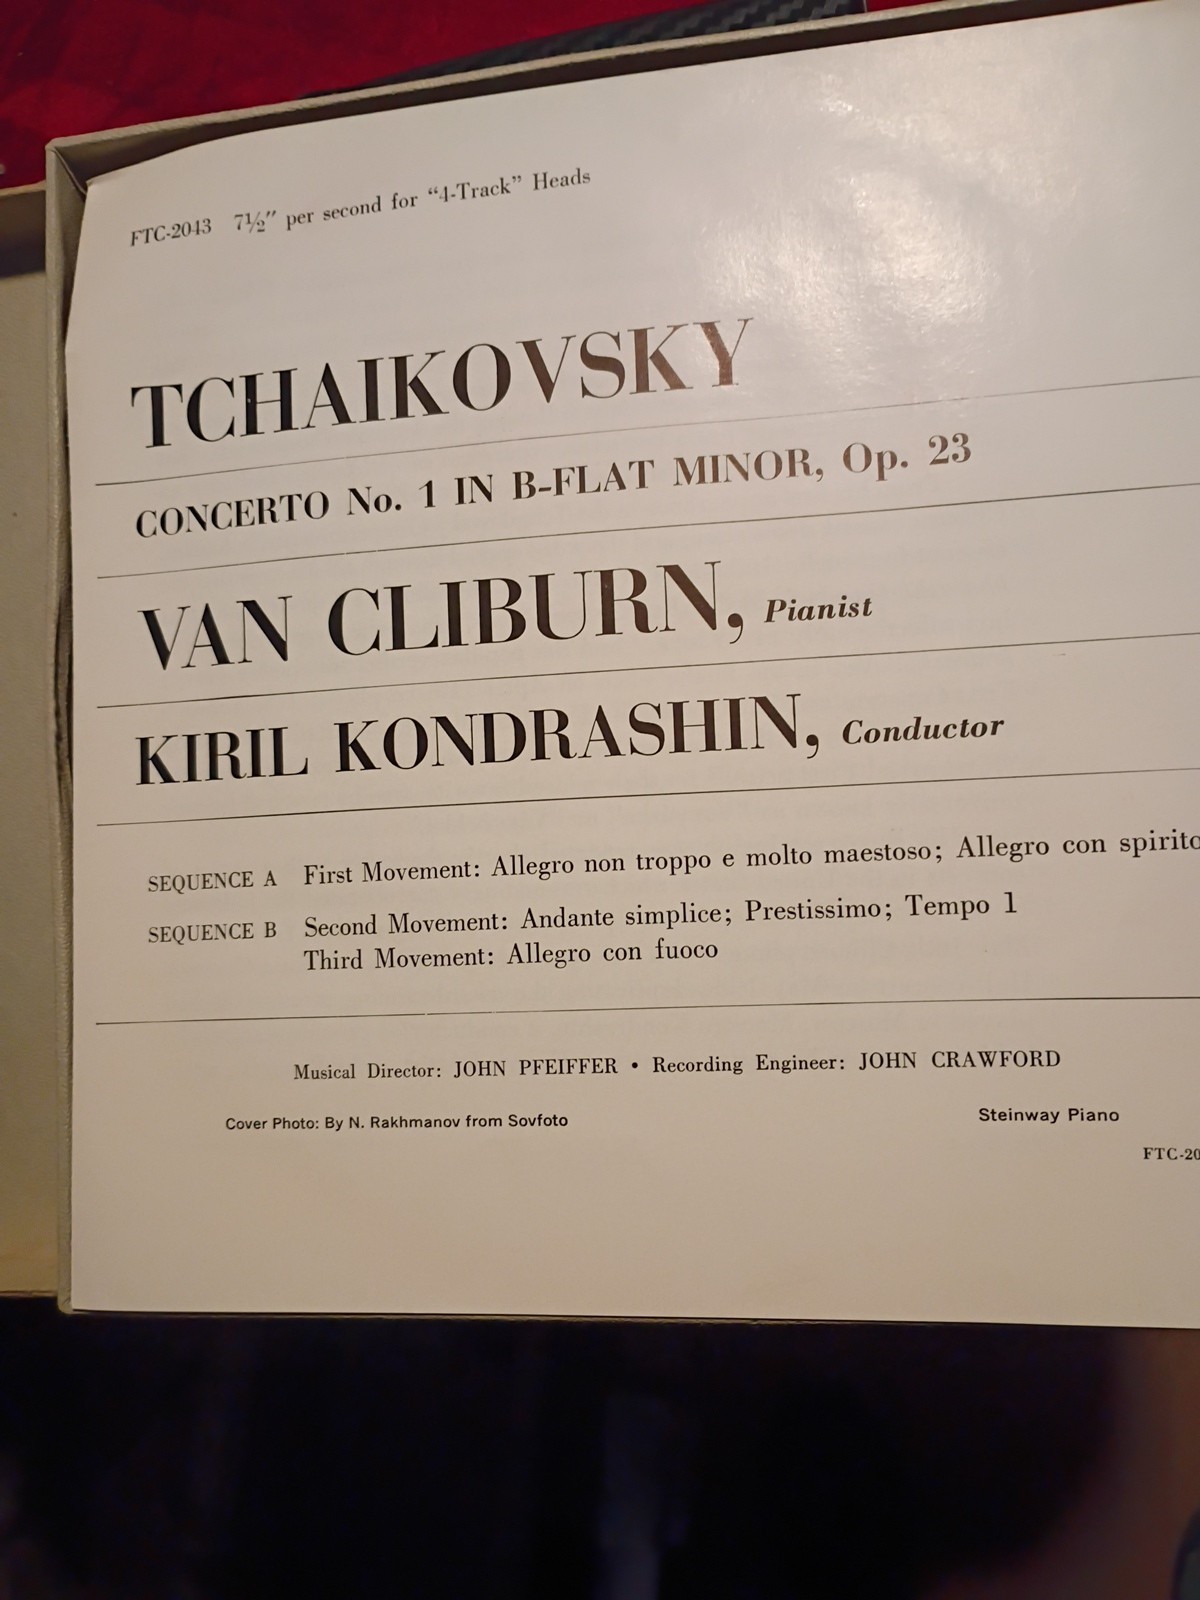 FTC-2043 7½" per second for "4-Track" Heads
TCHAIKOVSKY
CONCERTO No. 1 IN B-FLAT MINOR, Op. 23
VAN CLIBURN, Pianist
KIRIL KONDRASHIN, Conductor
SEQUENCE A First Movement: Allegro non troppo e molto maestoso; Allegro con spirito
SEQUENCE B Second Movement: Andante simplice; Prestissimo; Tempo 1
Third Movement: Allegro con fuoco
Musical Director: JOHN PFEIFFER • Recording Engineer: JOHN CRAWFORD
Cover Photo: By N. Rakhmanov from Sovfoto Steinway Piano
FTC-20